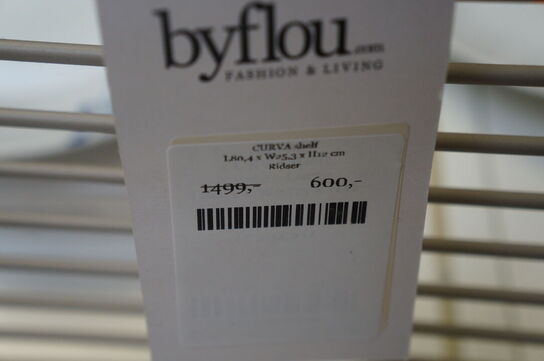 byflou.com
FASHION & LIVING
CURVA shelf
L80,4 x W25,3 x H12 cm
Ridser
1499,- 600,-